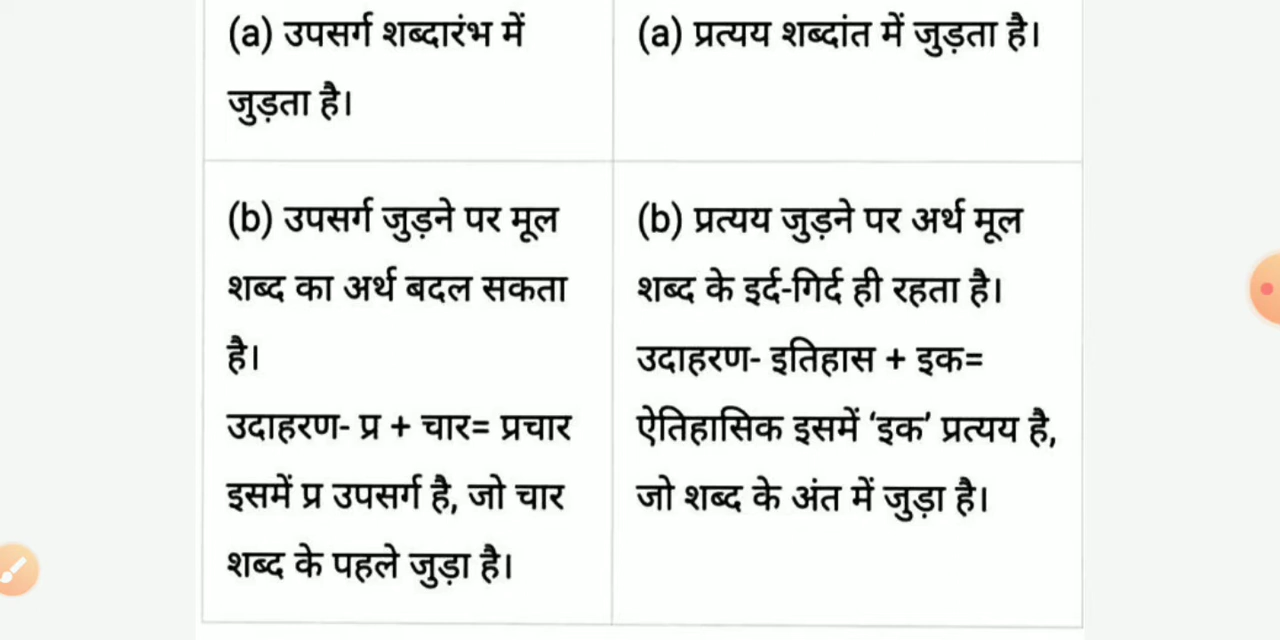 (a) उपसर्ग शब्दारंभ में
जुड़ता है।
(a) प्रत्यय शब्दांत में जुड़ता है।
(b) उपसर्ग जुड़ने पर मूल
शब्द का अर्थ बदल सकता
है।
उदाहरण- प्र + चार= प्रचार
इसमें प्र उपसर्ग है, जो चार
शब्द के पहले जुड़ा है।
(b) प्रत्यय जुड़ने पर अर्थ मूल
शब्द के इर्द-गिर्द ही रहता है।
उदाहरण- इतिहास + इक=
ऐतिहासिक इसमें ‘इक’ प्रत्यय है,
जो शब्द के अंत में जुड़ा है।